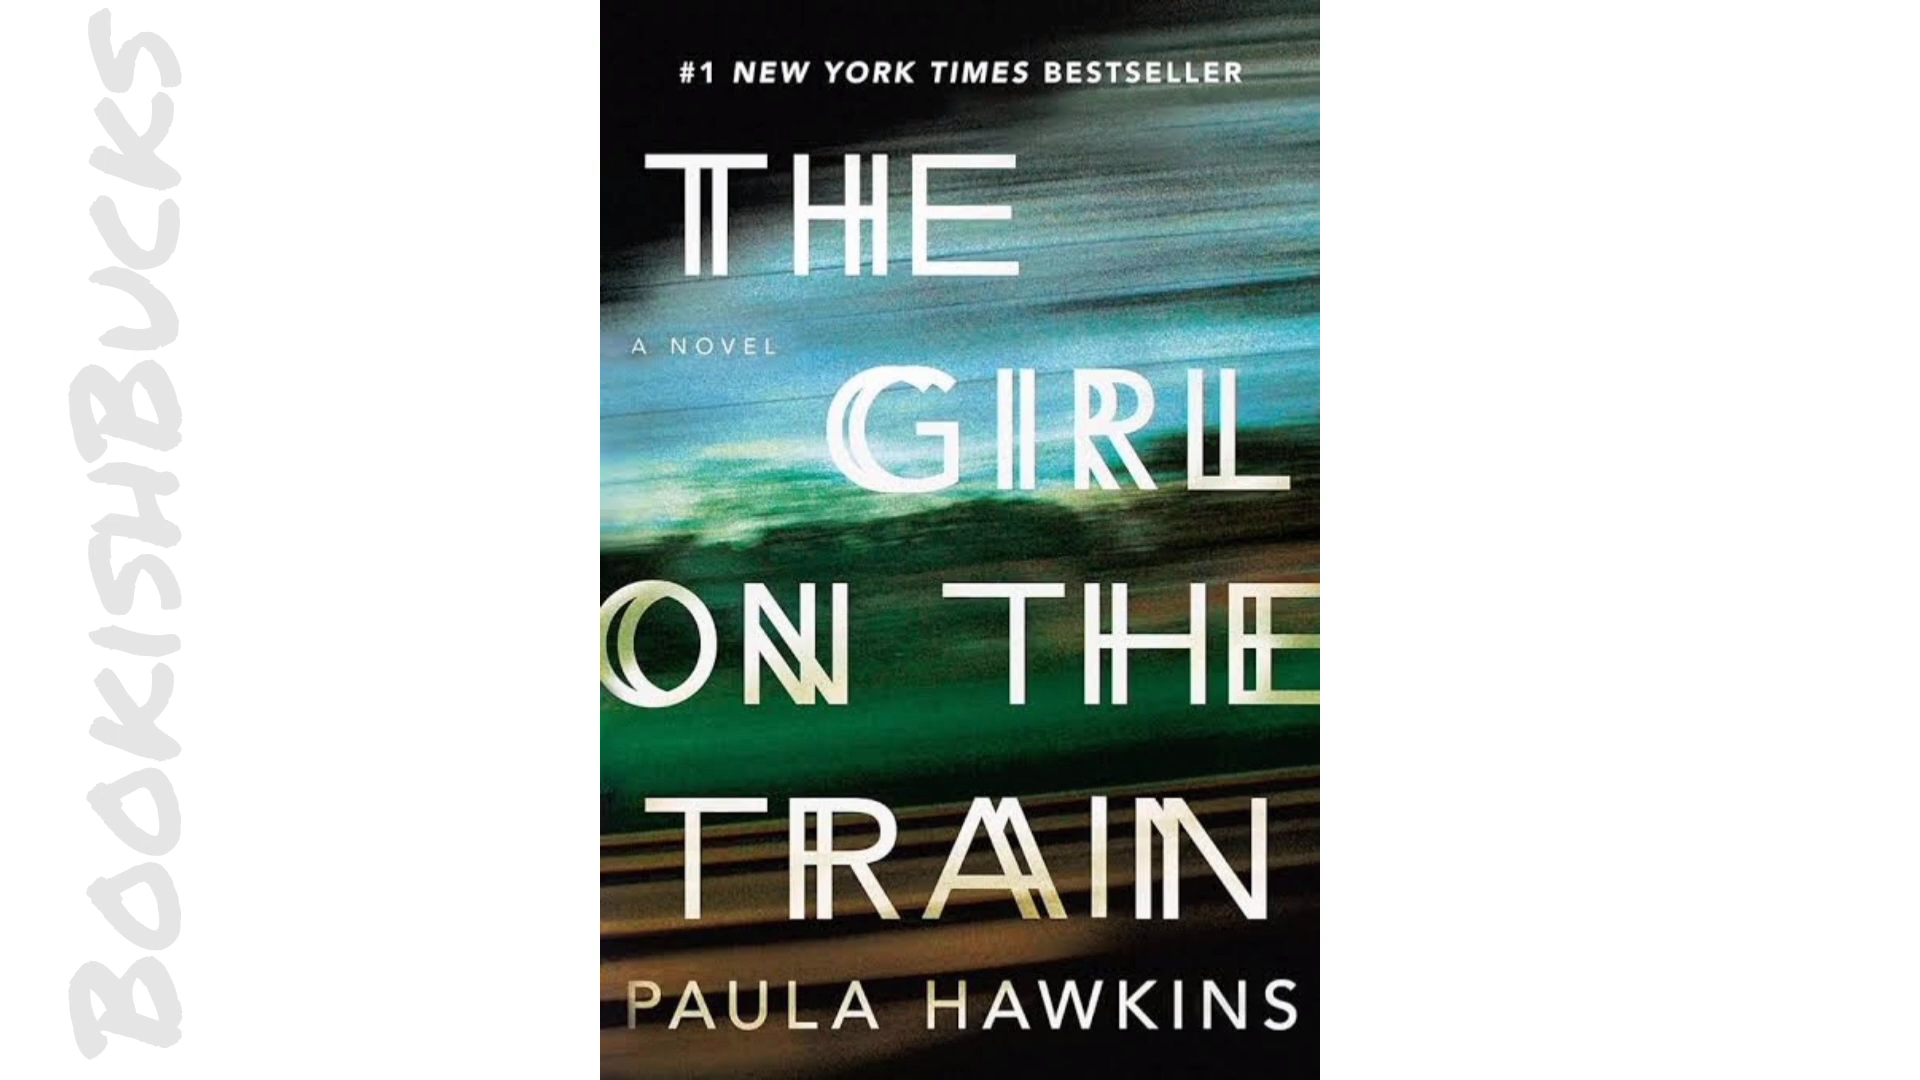 BOOKISHBUCKS
#1 NEW YORK TIMES BESTSELLER
THE
A NOVEL
GIRL
ON THE
TRAIN
PAULA HAWKINS